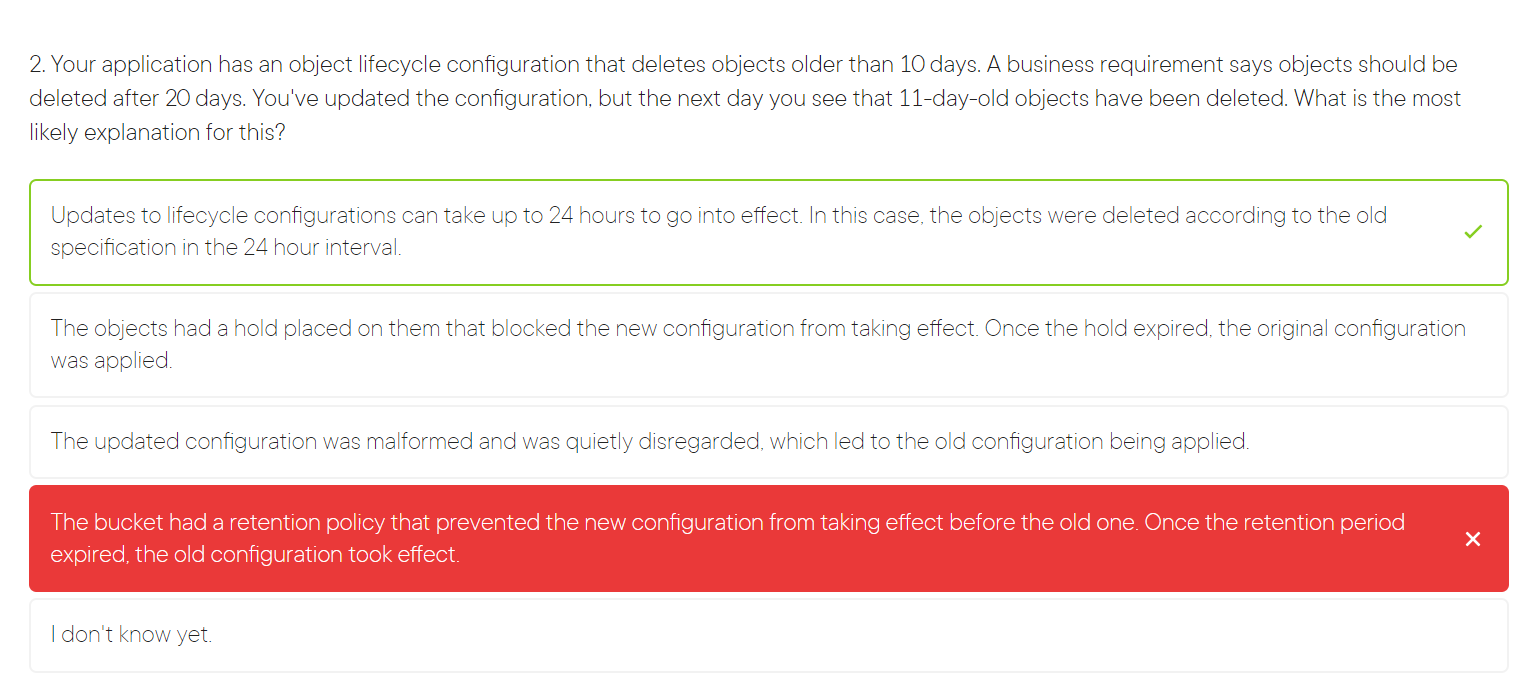 2. Your application has an object lifecycle configuration that deletes objects older than 10 days. A business requirement says objects should be
deleted after 20 days. You've updated the configuration, but the next day you see that 11-day-old objects have been deleted. What is the most
likely explanation for this?
Updates to lifecycle configurations can take up to 24 hours to go into effect. In this case, the objects were deleted according to the old
specification in the 24 hour interval.
The objects had a hold placed on them that blocked the new configuration from taking effect. Once the hold expired, the original configuration
was applied.
The updated configuration was malformed and was quietly disregarded, which led to the old configuration being applied.
The bucket had a retention policy that prevented the new configuration from taking effect before the old one. Once the retention period
expired, the old configuration took effect.
I don't know yet.